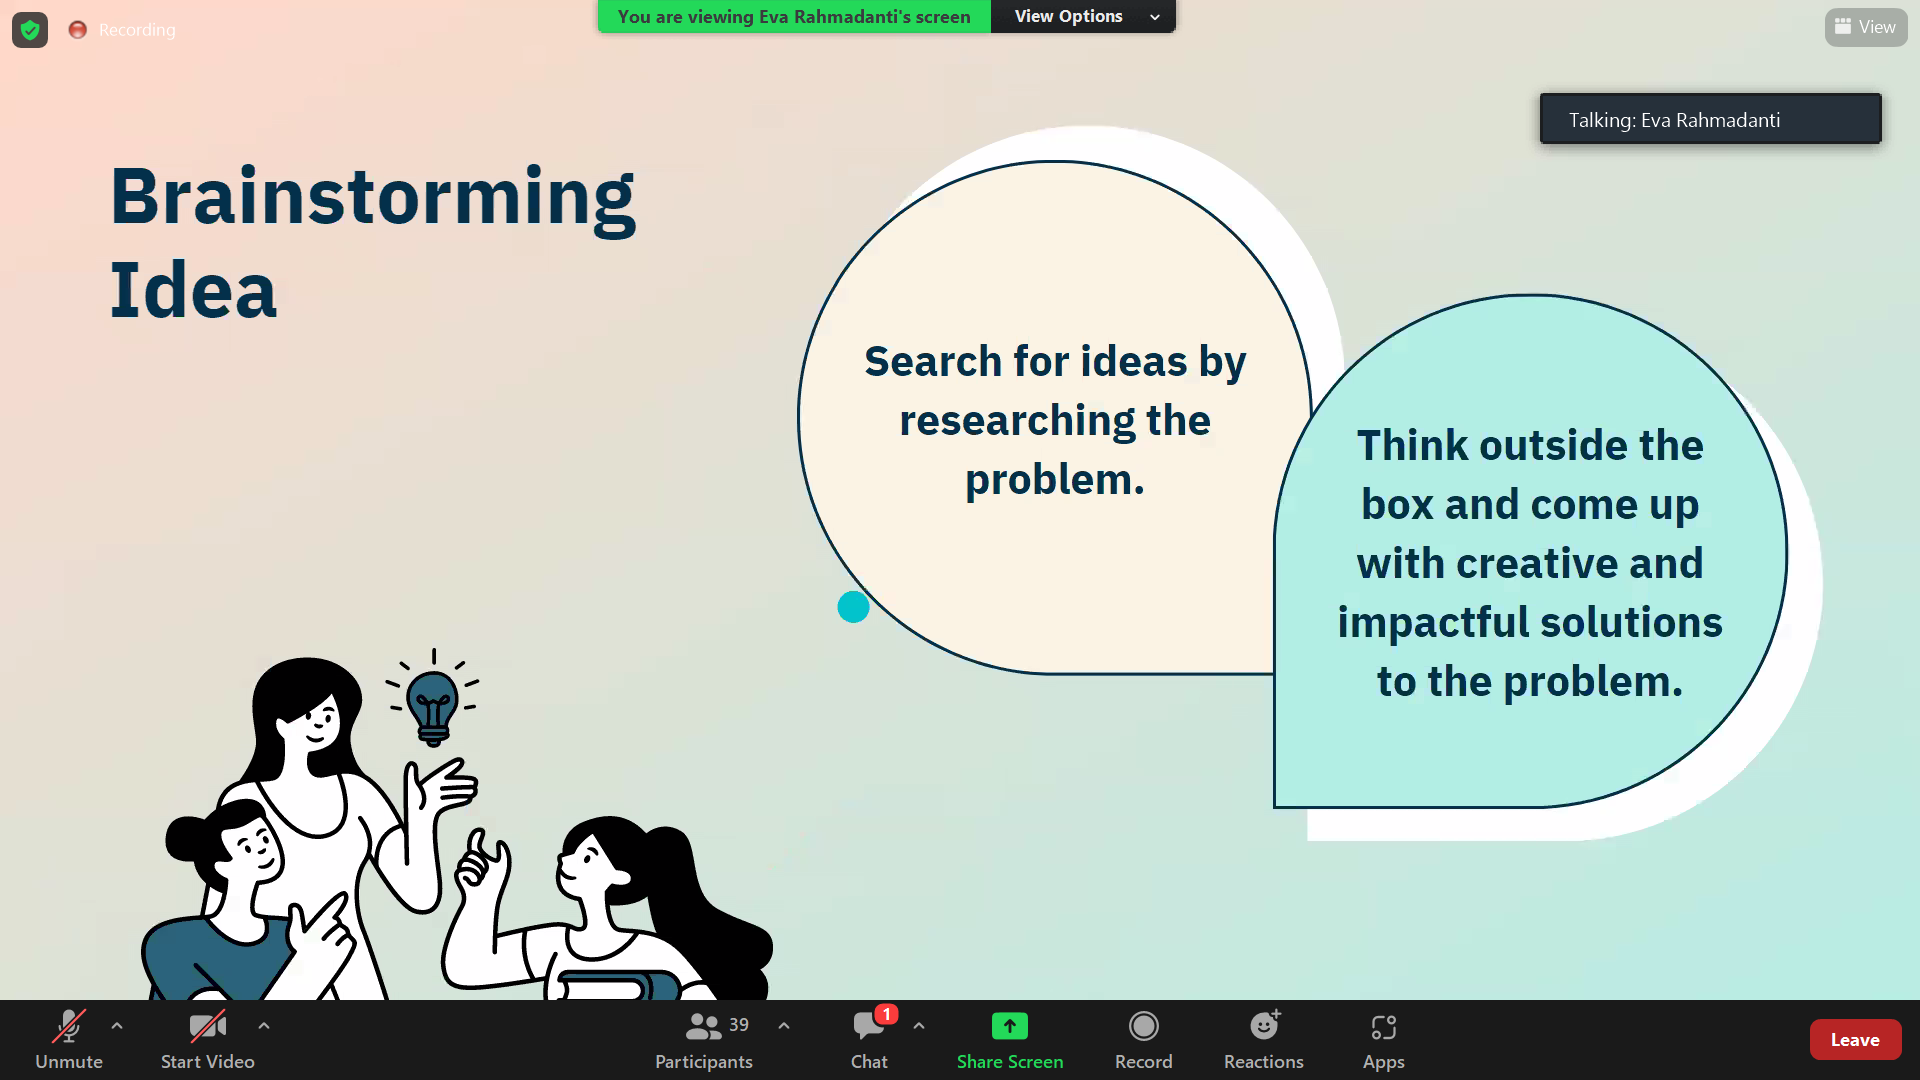 Recording
You are viewing Eva Rahmadanti's screen
View Options
View
Talking: Eva Rahmadanti
Brainstorming
Idea
Search for ideas by
researching the
problem.
Think outside the
box and come up
with creative and
impactful solutions
to the problem.
Unmute
Start Video
39
Participants
1
Chat
Share Screen
Record
Reactions
Apps
Leave